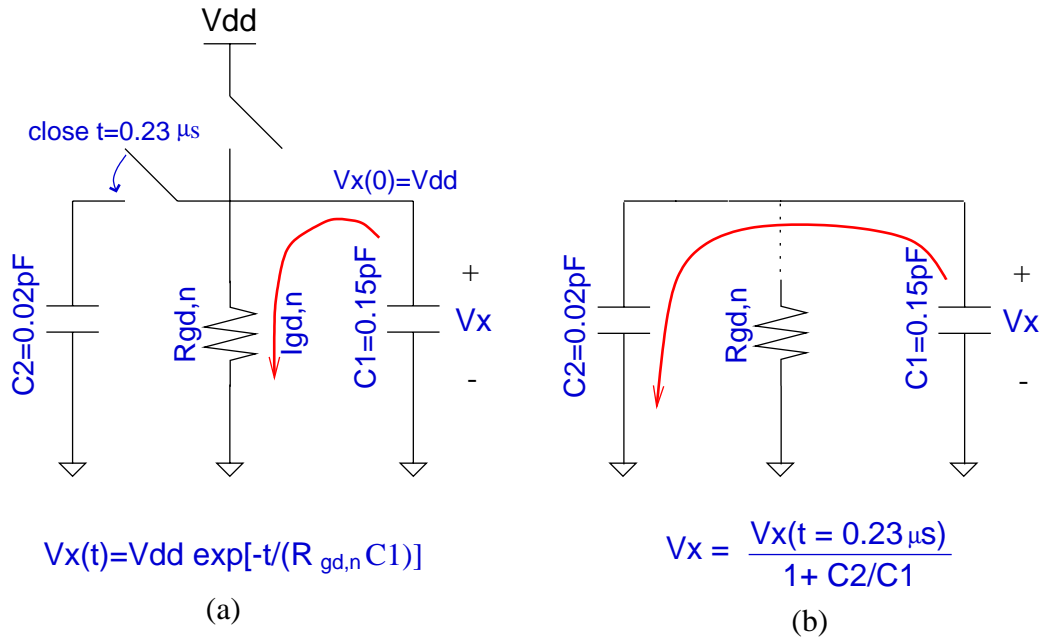 Vdd
close t=0.23 μs
Vx(0)=Vdd
C2=0.02pF
Rgd,n
Igd,n
C1=0.15pF
+
Vx
-
Vx(t)=Vdd exp[-t/(R gd,n C1)]
(a)
C2=0.02pF
Rgd,n
C1=0.15pF
+
Vx
-
Vx = Vx(t = 0.23 μs)
1+ C2/C1
(b)